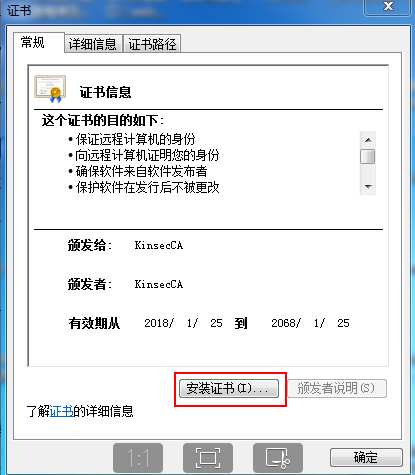 证书
常规 详细信息 证书路径
证书信息
这个证书的目的如下:
• 保证远程计算机的身份
• 向远程计算机证明您的身份
• 确保软件来自软件发布者
• 保护软件在发行后不被更改
颁发给: KinsecCA
颁发者: KinsecCA
有效期从 2018/ 1/ 25 到 2068/ 1/ 25
安装证书(I)... 颁发者说明(S)
了解证书的详细信息
1:1
确定